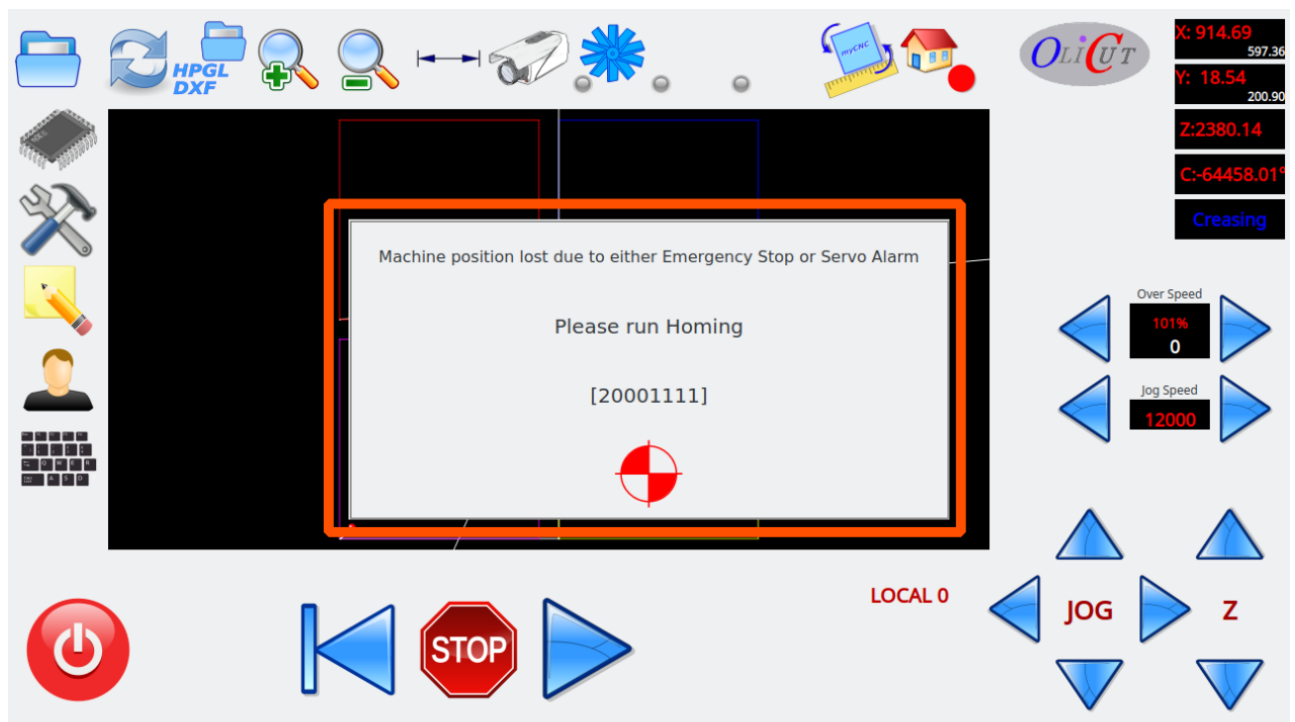 HPGL
DXF
myCNC
OLiCUT
X: 914.69
597.36
Y: 18.54
200.90
Z:2380.14
C:-64458.01°
Creasing
Machine position lost due to either Emergency Stop or Servo Alarm
Please run Homing
[20001111]
Over Speed
101%
0
Jog Speed
12000
LOCAL 0
STOP
JOG
Z